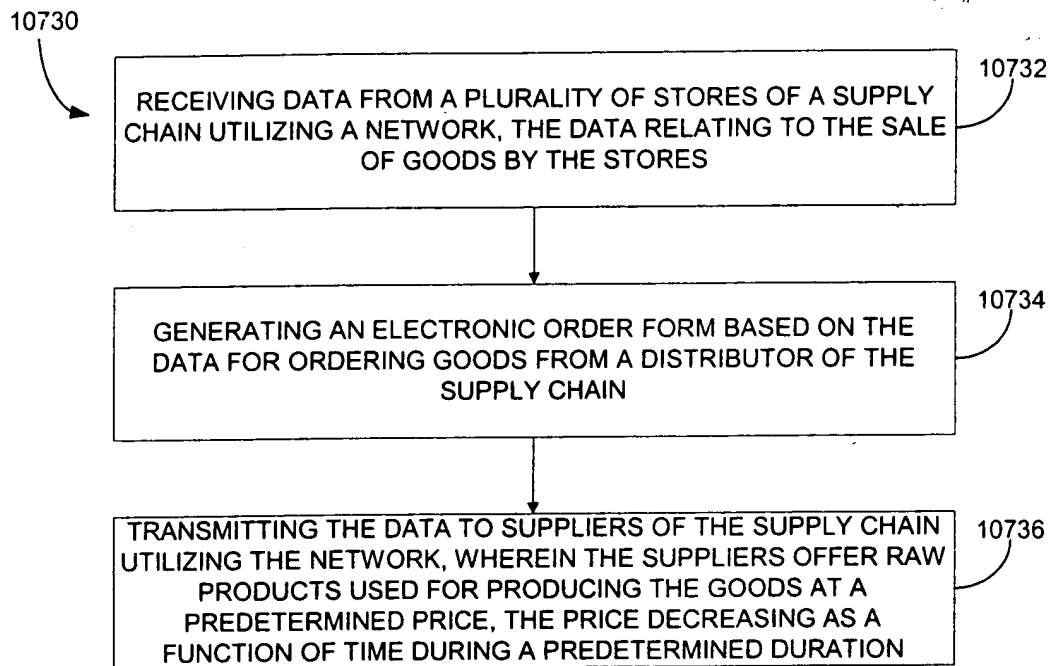 10730
10732
RECEIVING DATA FROM A PLURALITY OF STORES OF A SUPPLY
CHAIN UTILIZING A NETWORK, THE DATA RELATING TO THE SALE
OF GOODS BY THE STORES
10734
GENERATING AN ELECTRONIC ORDER FORM BASED ON THE
DATA FOR ORDERING GOODS FROM A DISTRIBUTOR OF THE
SUPPLY CHAIN
10736
TRANSMITTING THE DATA TO SUPPLIERS OF THE SUPPLY CHAIN
UTILIZING THE NETWORK, WHEREIN THE SUPPLIERS OFFER RAW
PRODUCTS USED FOR PRODUCING THE GOODS AT A
PREDETERMINED PRICE, THE PRICE DECREASING AS A
FUNCTION OF TIME DURING A PREDETERMINED DURATION